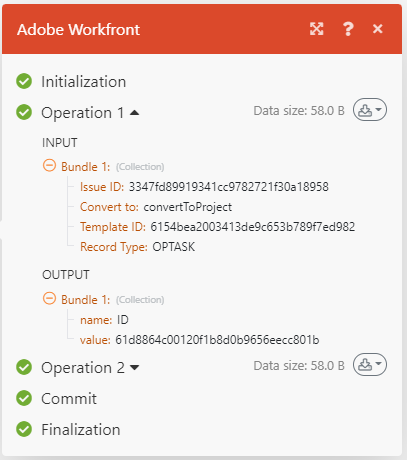 Adobe Workfront
Initialization
Operation 1 Data size: 58.0 B
INPUT
Bundle 1: (Collection)
Issue ID: 3347fd89919341cc9782721f30a18958
Convert to: convertToProject
Template ID: 6154bea2003413de9c653b789f7ed982
Record Type: OPTASK
OUTPUT
Bundle 1: (Collection)
name: ID
value: 61d8864c00120f1b8d0b9656eecc801b
Operation 2 Data size: 58.0 B
Commit
Finalization